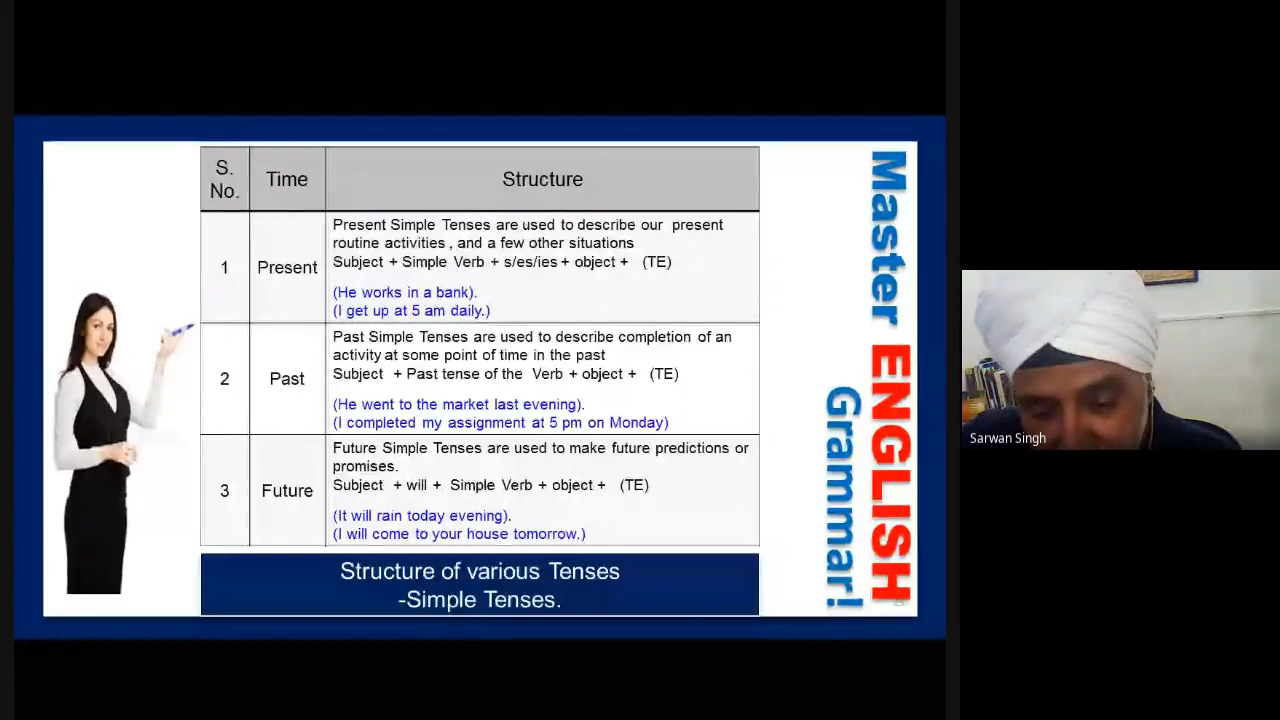 S.
No.
Time
Structure
1
Present
Present Simple Tenses are used to describe our present
routine activities , and a few other situations
Subject + Simple Verb + s/es/ies + object + (TE)
(He works in a bank).
(I get up at 5 am daily.)
2
Past
Past Simple Tenses are used to describe completion of an
activity at some point of time in the past
Subject + Past tense of the Verb + object + (TE)
(He went to the market last evening).
(I completed my assignment at 5 pm on Monday)
3
Future
Future Simple Tenses are used to make future predictions or
promises.
Subject + will + Simple Verb + object + (TE)
(It will rain today evening).
(I will come to your house tomorrow.)
Structure of various Tenses
-Simple Tenses.
Master ENGLISH
Grammar!
Sarwan Singh